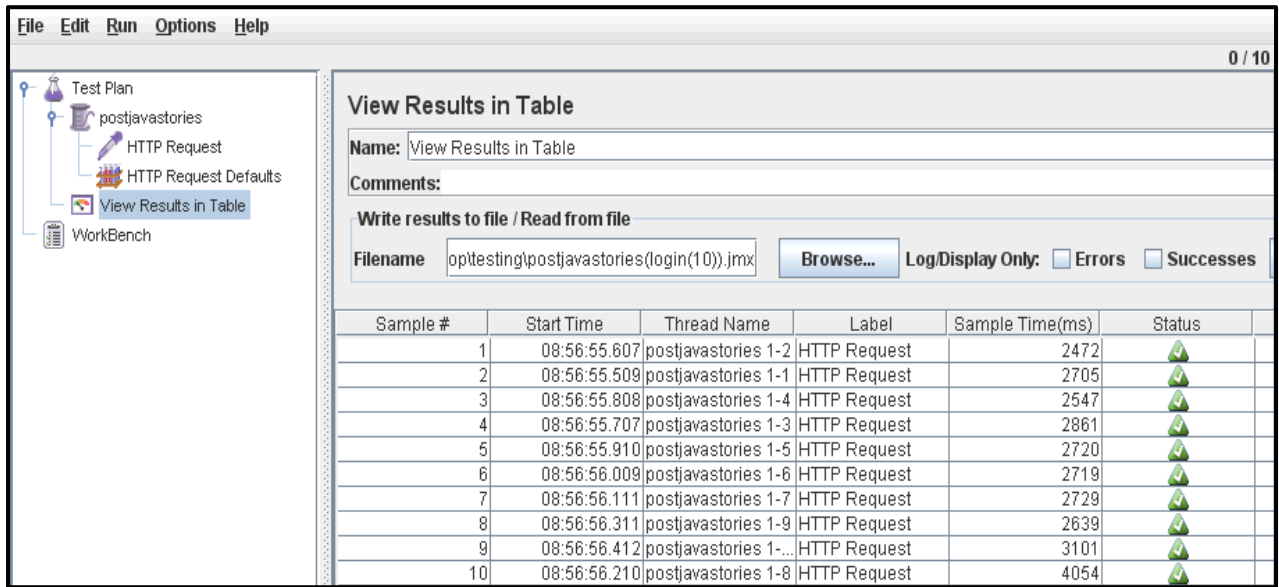 File Edit Run Options Help
0 / 10
Test Plan
postjavastories
HTTP Request
HTTP Request Defaults
View Results in Table
WorkBench
View Results in Table
Name: View Results in Table
Comments:
Write results to file / Read from file
Filename op\testing\postjavastories(login(10)).jmx Browse... Log/Display Only: Errors Successes
Sample # Start Time Thread Name Label Sample Time(ms) Status
1 08:56:55.607 postjavastories 1-2 HTTP Request 2472
2 08:56:55.509 postjavastories 1-1 HTTP Request 2705
3 08:56:55.808 postjavastories 1-4 HTTP Request 2547
4 08:56:55.707 postjavastories 1-3 HTTP Request 2861
5 08:56:55.910 postjavastories 1-5 HTTP Request 2720
6 08:56:56.009 postjavastories 1-6 HTTP Request 2719
7 08:56:56.111 postjavastories 1-7 HTTP Request 2729
8 08:56:56.311 postjavastories 1-9 HTTP Request 2639
9 08:56:56.412 postjavastories 1-... HTTP Request 3101
10 08:56:56.210 postjavastories 1-8 HTTP Request 4054